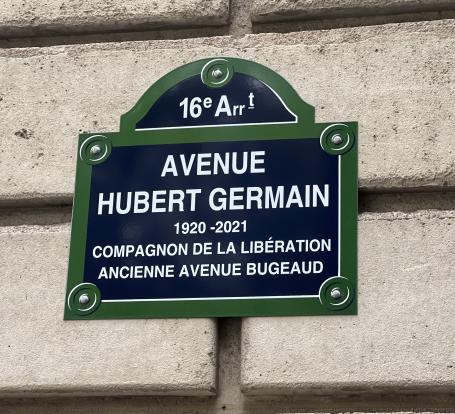 16e Arrt
AVENUE
HUBERT GERMAIN
1920 -2021
COMPAGNON DE LA LIBÉRATION
ANCIENNE AVENUE BUGEAUD